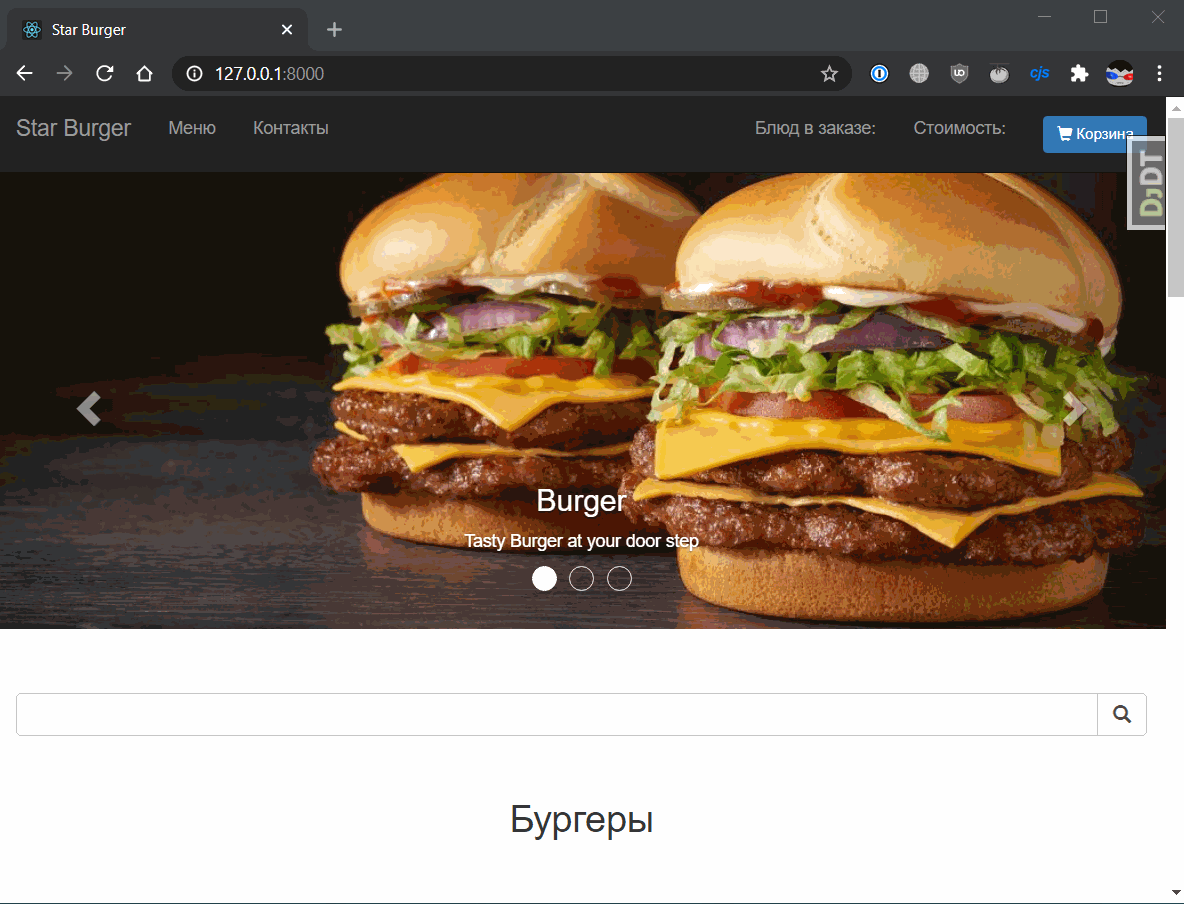 Star Burger
127.0.0.1:8000
cjs
Star Burger Меню Контакты Блюд в заказе: Стоимость: Корзина
DJDT
Burger
Tasty Burger at your door step
Бургеры